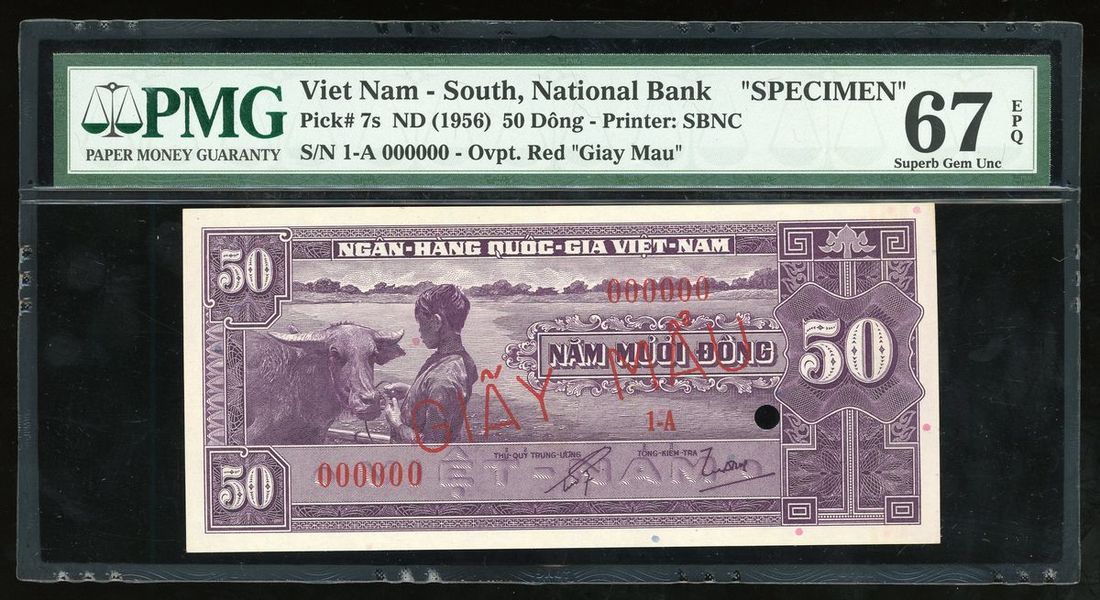 PMG
PAPER MONEY GUARANTY
Viet Nam - South, National Bank "SPECIMEN"
Pick# 7s ND (1956) 50 Dông - Printer: SBNC
S/N 1-A 000000 - Ovpt. Red "Giay Mau"
67
EPQ
Superb Gem Unc
50
NGÂN-HÀNG QUỐC-GIA VIỆT-NAM
000000
NĂM MƯƠI ĐỒNG
50
GIẤY MẪU
1-A
THỦ-QUỸ TRUNG-ƯƠNG
TỔNG-KIỂM-TRA
50
000000
ỆT-NAM